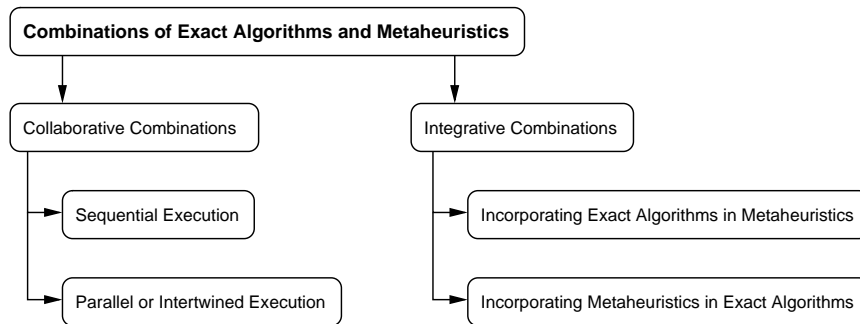 Combinations of Exact Algorithms and Metaheuristics
Collaborative Combinations
Integrative Combinations
Sequential Execution
Incorporating Exact Algorithms in Metaheuristics
Parallel or Intertwined Execution
Incorporating Metaheuristics in Exact Algorithms